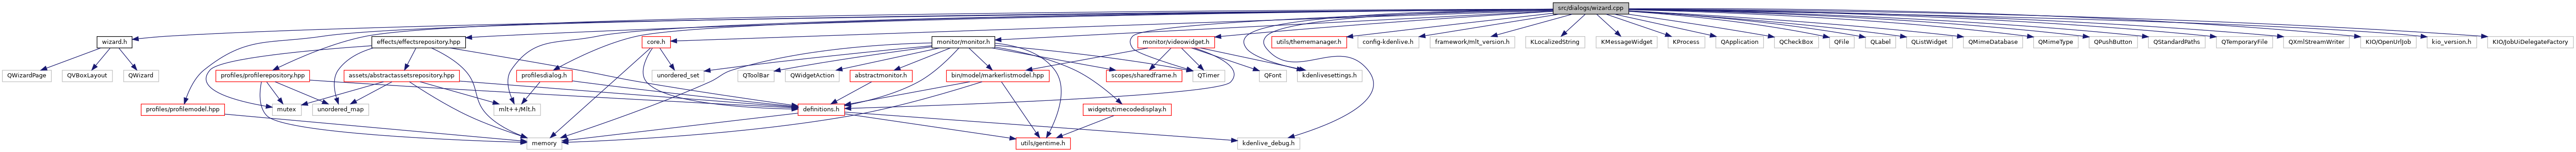 src/dialogs/wizard.cpp
wizard.h
effects/effectsrepository.hpp
core.h
monitor/monitor.h
monitor/videowidget.h
utils/thememanager.h
config-kdenlive.h
framework/mlt_version.h
KLocalizedString
KMessageWidget
KProcess
QApplication
QCheckBox
QFile
QLabel
QListWidget
QMimeDatabase
QMimeType
QPushButton
QStandardPaths
QTemporaryFile
QXmlStreamWriter
KIO/OpenUrlJob
kio_version.h
KIO/JobUiDelegateFactory
QWizardPage
QVBoxLayout
QWizard
profiles/profilerepository.hpp
assets/abstractassetsrepository.hpp
profilesdialog.h
unordered_set
QToolBar
QWidgetAction
abstractmonitor.h
bin/model/markerlistmodel.hpp
scopes/sharedframe.h
QTimer
QFont
kdenlivesettings.h
profiles/profilemodel.hpp
mutex
unordered_map
mlt++/Mlt.h
definitions.h
widgets/timecodedisplay.h
memory
utils/gentime.h
kdenlive_debug.h